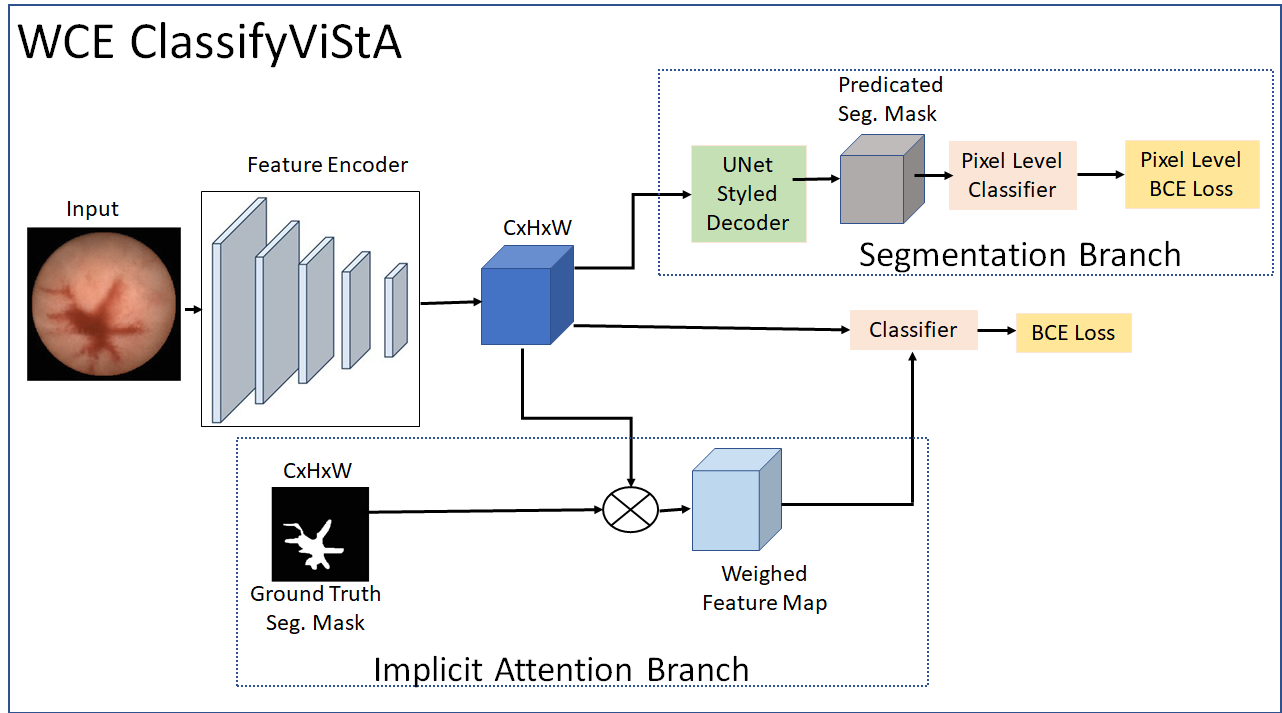 WCE ClassifyViStA
Predicated
Seg. Mask
Feature Encoder
UNet
Styled
Decoder
Pixel Level
Classifier
Pixel Level
BCE Loss
Input
CxHxW
Segmentation Branch
Classifier
BCE Loss
CxHxW
Ground Truth
Seg. Mask
Weighed
Feature Map
Implicit Attention Branch